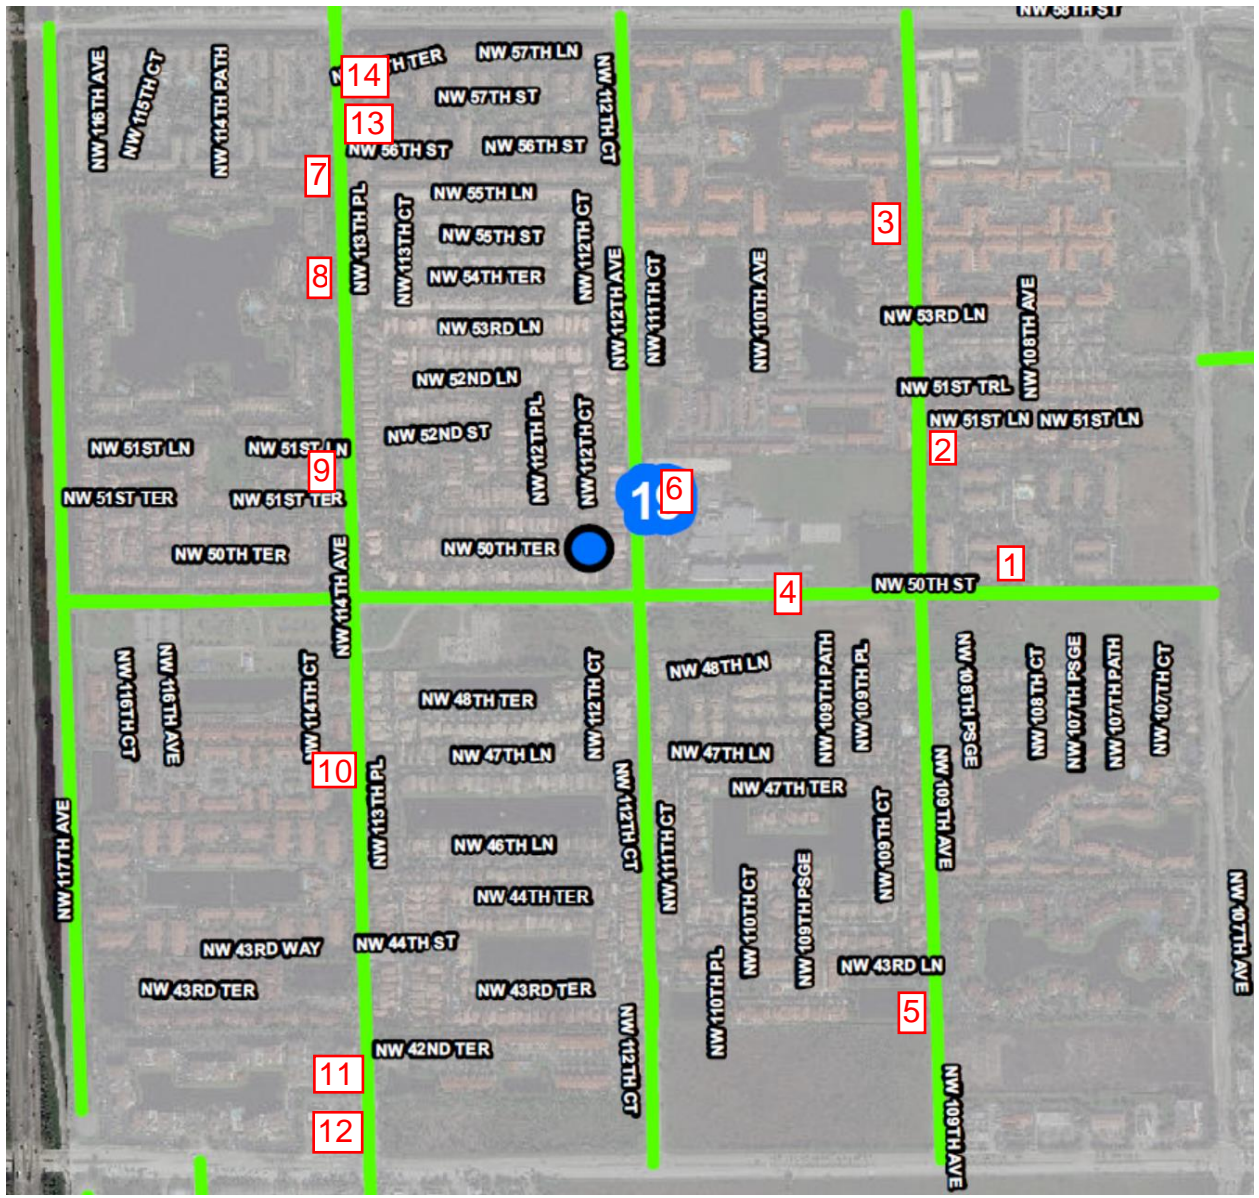 NW 58TH ST
NW 57TH LN
14
H TER
NW 116TH AVE
NW 115TH CT
NW 114TH PATH
NW 57TH ST
NW 112TH CT
13
NW 56TH ST
NW 56TH ST
7
NW 55TH LN
3
NW 113TH PL
NW 113TH CT
NW 55TH ST
NW 112TH CT
8
NW 54TH TER
NW 112TH AVE
NW 111TH CT
NW 110TH AVE
NW 53RD LN
NW 53RD LN
NW 108TH AVE
NW 52ND LN
NW 51ST TRL
NW 51ST LN
NW 51ST LN
NW 52ND ST
NW 112TH PL
NW 112TH CT
NW 51ST LN
NW 51ST LN
2
9
6
19
NW 51ST TER
NW 51ST TER
NW 50TH TER
NW 50TH TER
1
NW 50TH ST
4
NW 114TH AVE
NW 116TH CT
NW 116TH AVE
NW 114TH CT
NW 112TH CT
NW 48TH LN
NW 109TH PATH
NW 109TH PL
NW 108TH PSGE
NW 108TH CT
NW 107TH PSGE
NW 107TH PATH
NW 107TH CT
NW 48TH TER
NW 47TH LN
NW 47TH LN
10
NW 47TH TER
NW 113TH PL
NW 112TH CT
NW 109TH AVE
NW 117TH AVE
NW 46TH LN
NW 111TH CT
NW 109TH CT
NW 44TH TER
NW 110TH CT
NW 109TH PSGE
NW 107TH AVE
NW 43RD WAY
NW 44TH ST
NW 43RD LN
NW 43RD TER
NW 43RD TER
NW 110TH PL
5
NW 42ND TER
NW 112TH CT
11
NW 109TH AVE
12